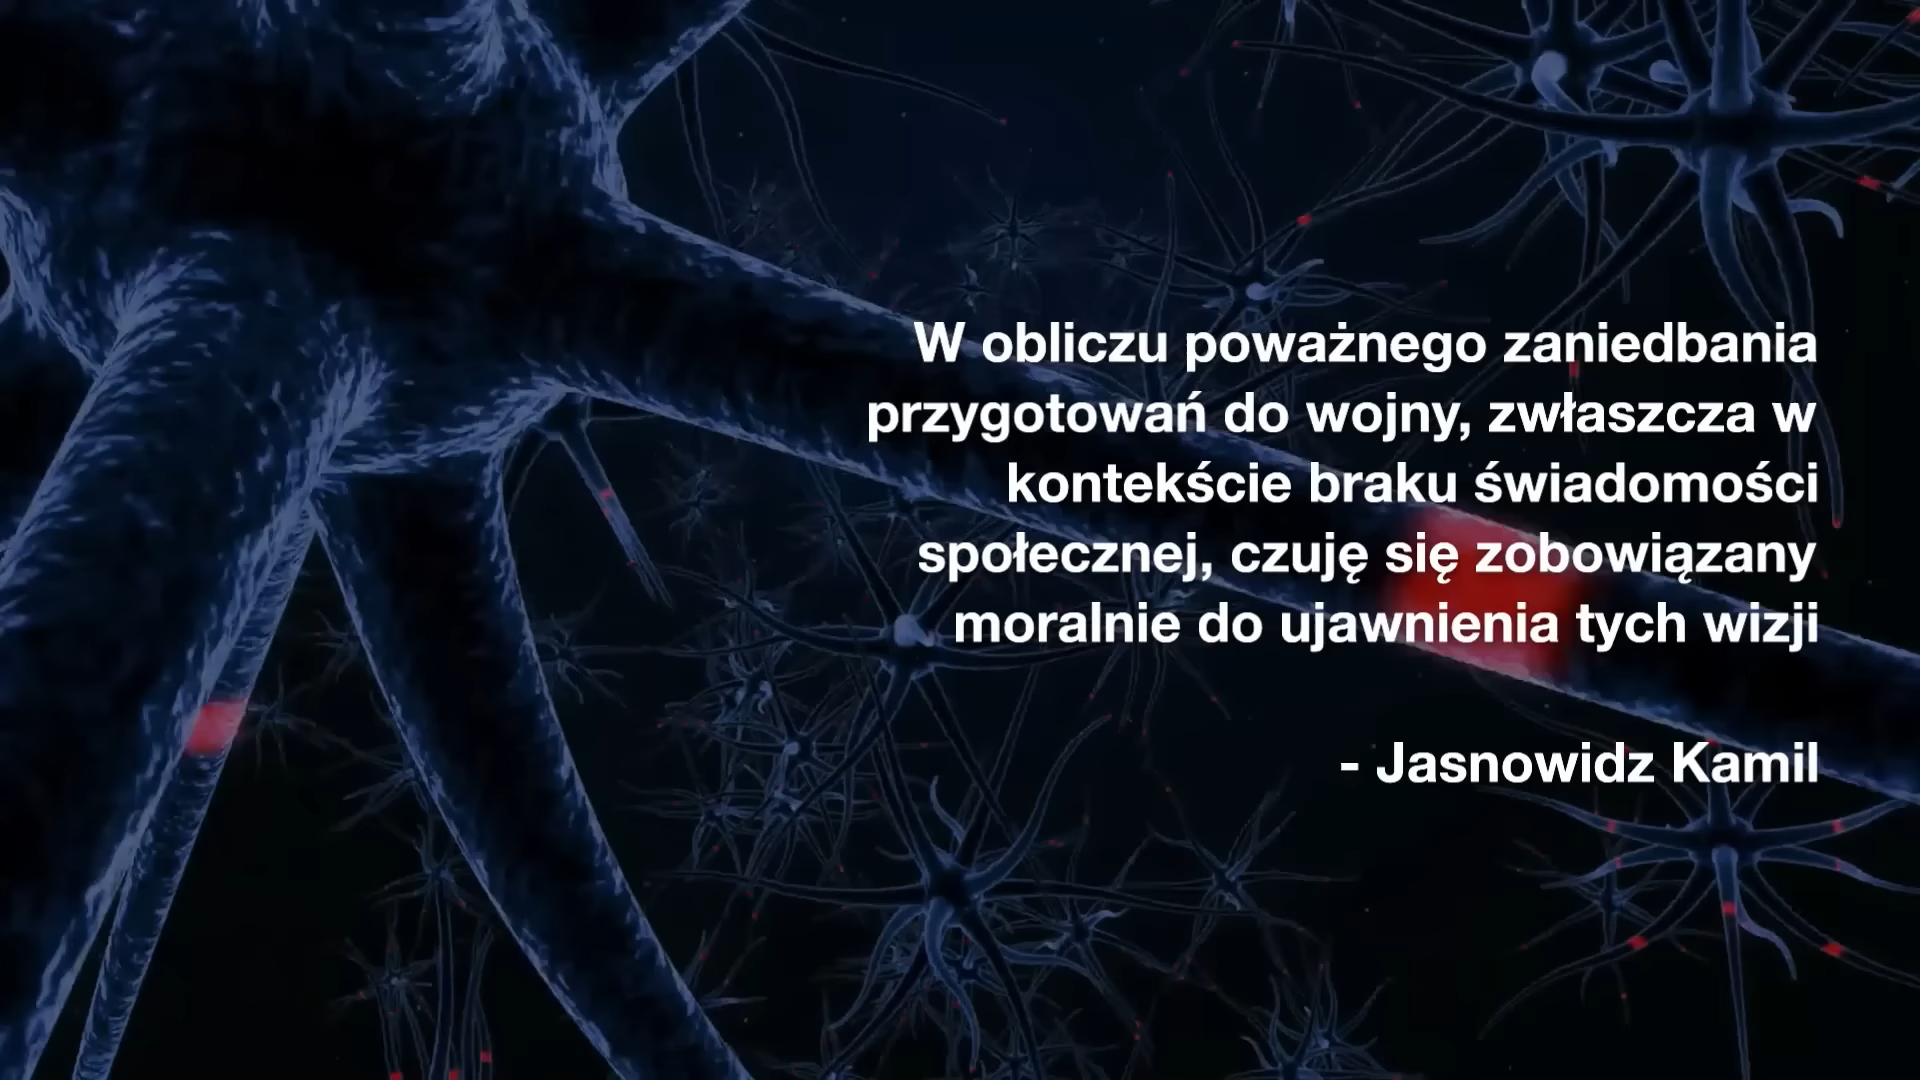 W obliczu poważnego zaniedbania
przygotowań do wojny, zwłaszcza w
kontekście braku świadomości
społecznej, czuję się zobowiązany
moralnie do ujawnienia tych wizji
- Jasnowidz Kamil